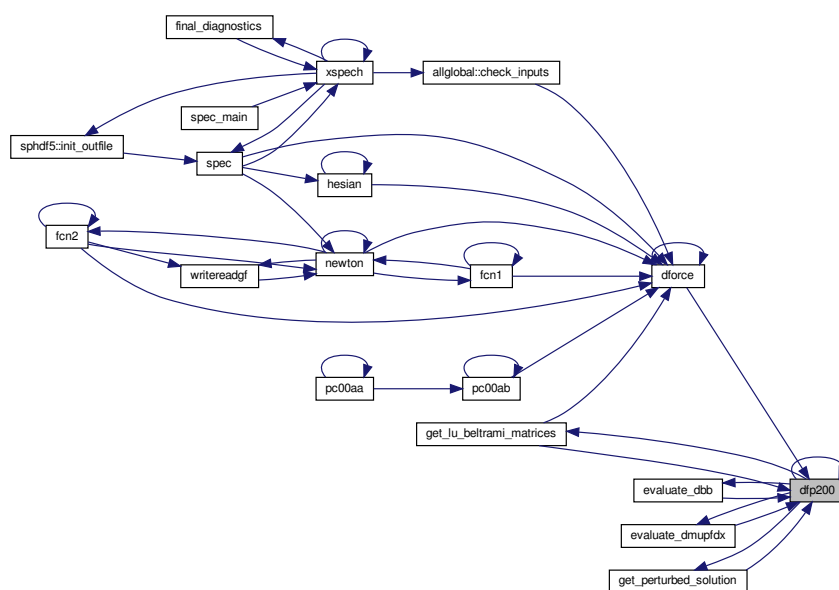 final_diagnostics
xspech
allglobal::check_inputs
spec_main
sphdf5::init_outfile
spec
hesian
fcn2
newton
writereadgf
fcn1
dforce
pc00aa
pc00ab
get_lu_beltrami_matrices
evaluate_dbb
dfp200
evaluate_dmupfdx
get_perturbed_solution